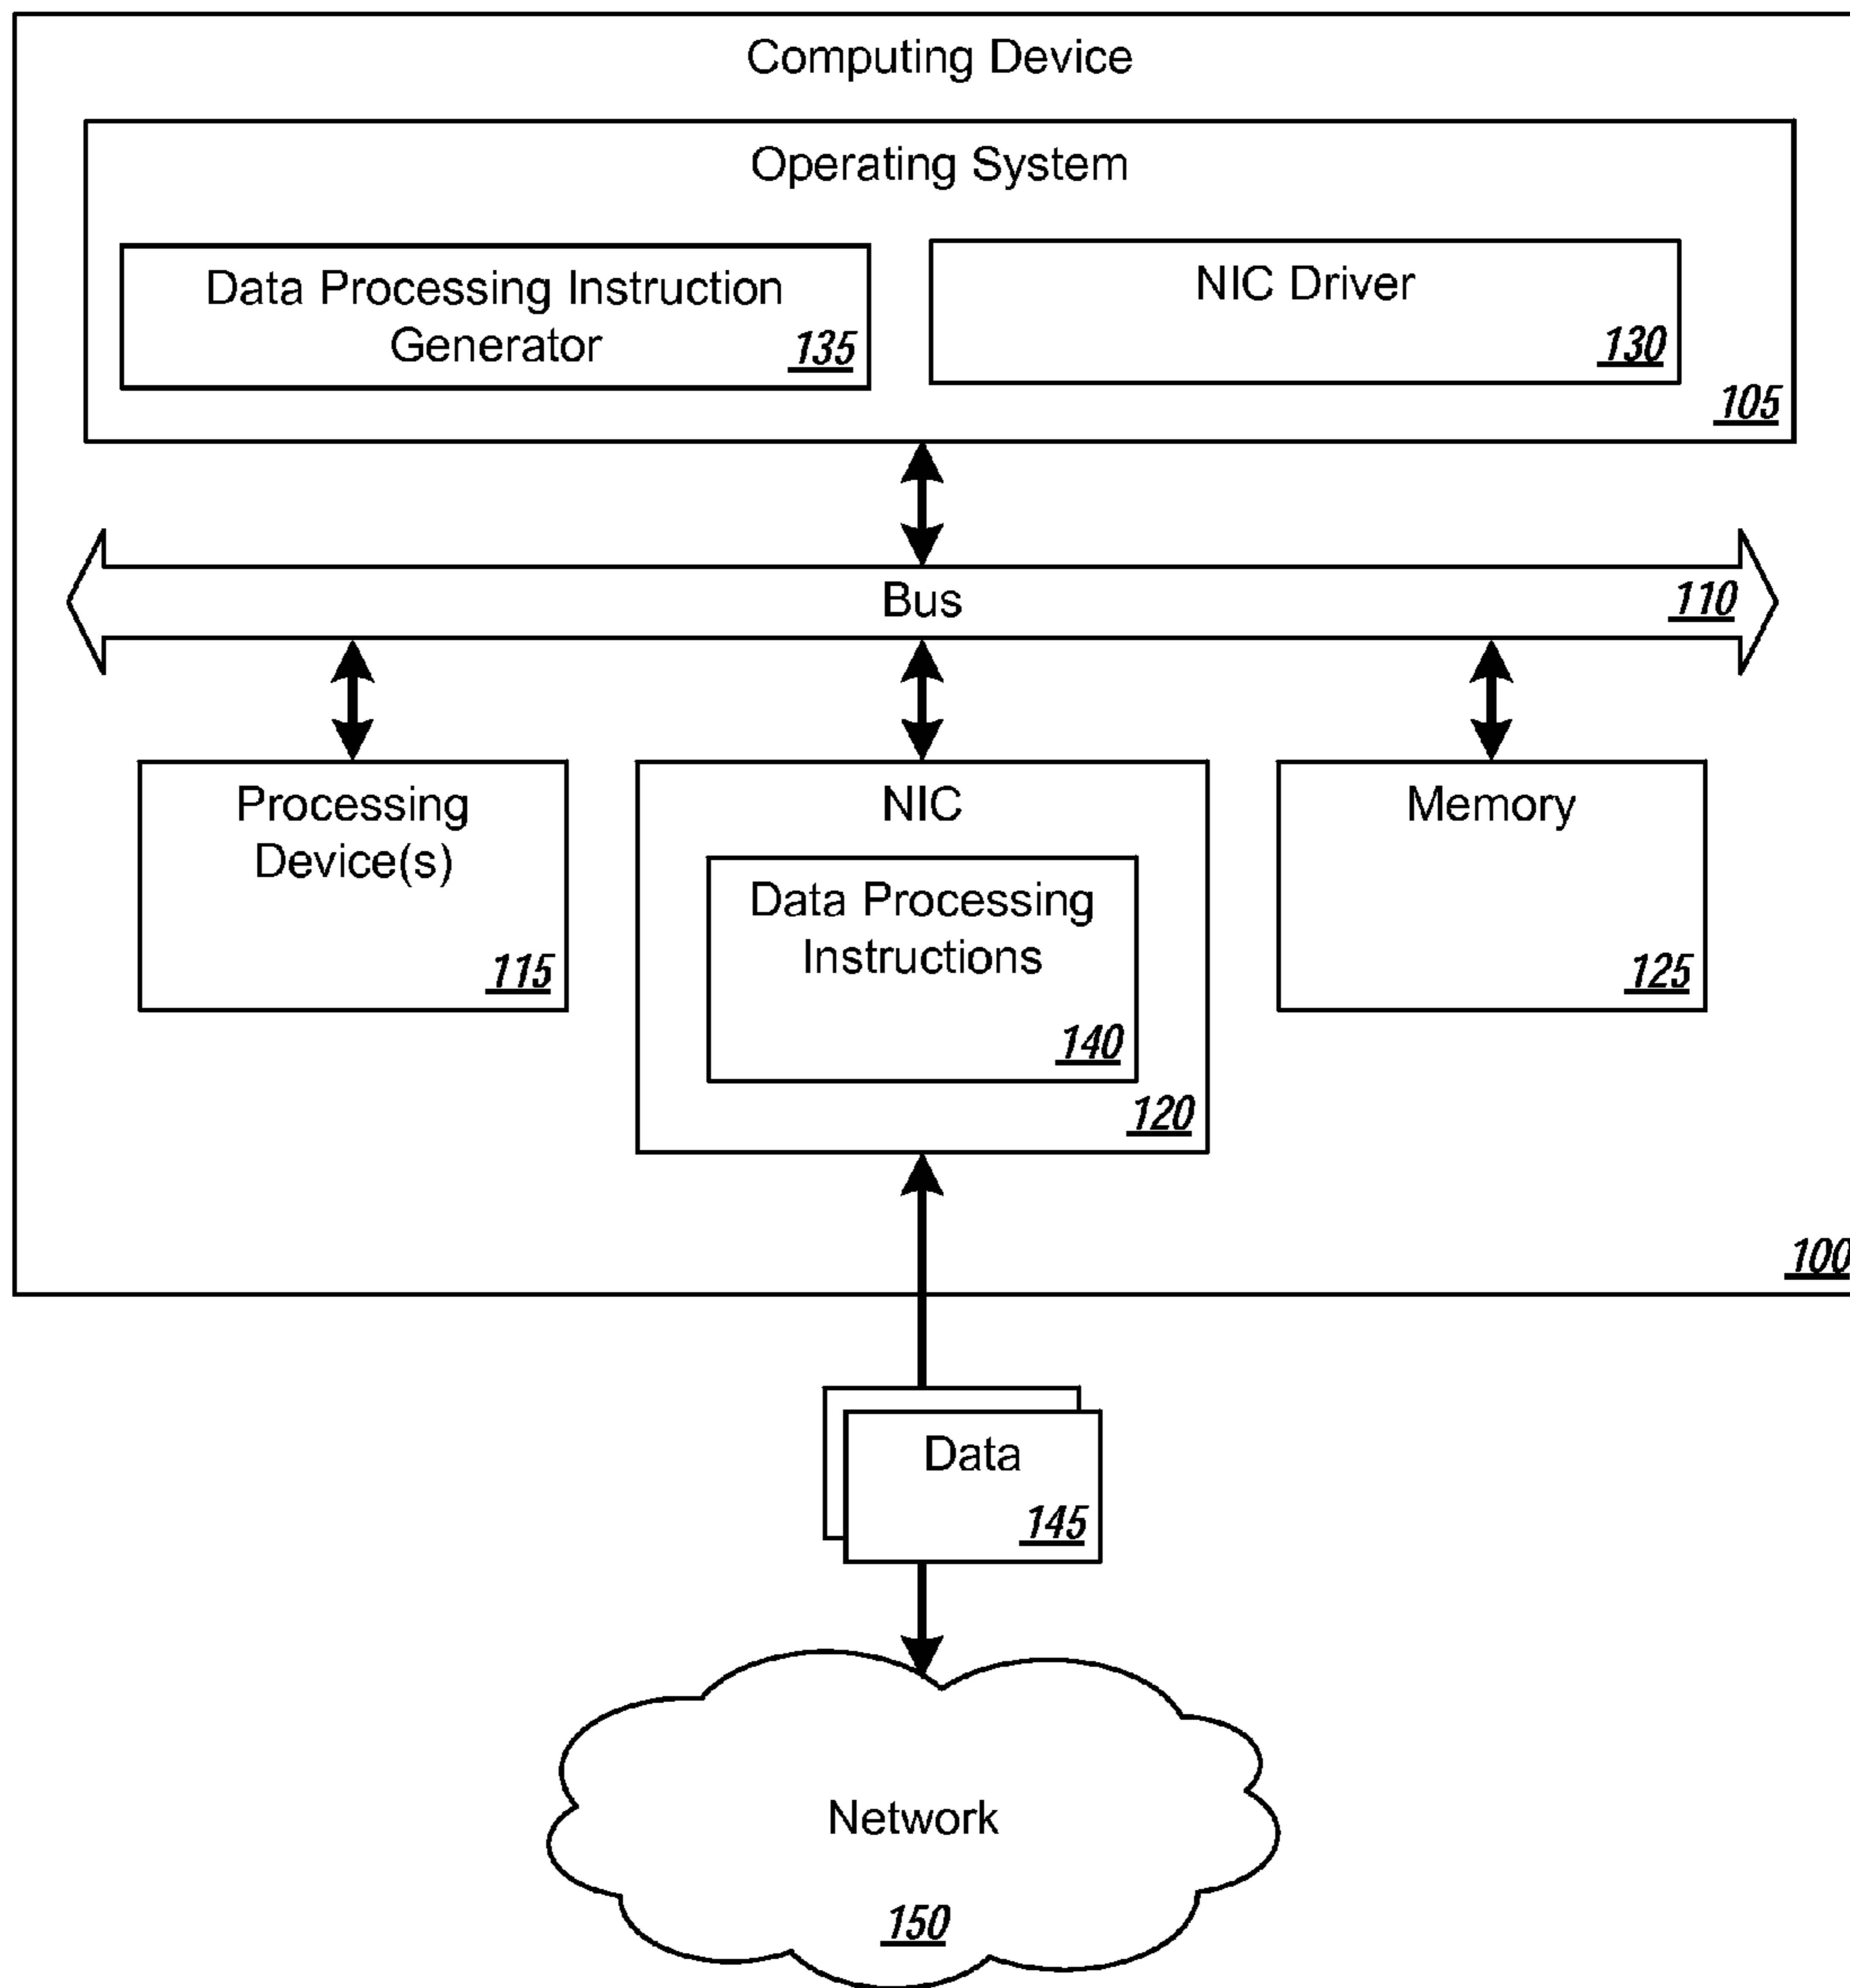 Computing Device
Operating System
Data Processing Instruction
Generator
135
NIC Driver
130
105
Bus
110
Processing
Device(s)
115
NIC
Data Processing
Instructions
140
120
Memory
125
100
Data
145
Network
150